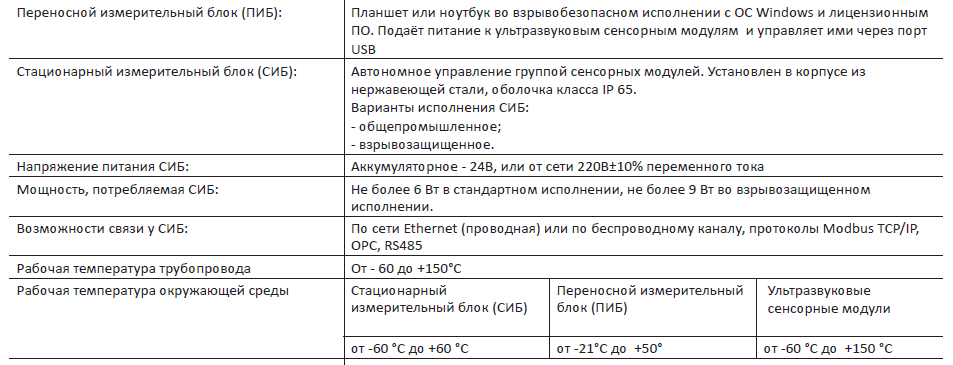 Переносной измерительный блок (ПИБ):
Планшет или ноутбук во взрывобезопасном исполнении с ОС Windows и лицензионным
ПО. Подаёт питание к ультразвуковым сенсорным модулям и управляет ими через порт
USB
Стационарный измерительный блок (СИБ):
Автономное управление группой сенсорных модулей. Установлен в корпусе из
нержавеющей стали, оболочка класса IP 65.
Варианты исполнения СИБ:
- общепромышленное;
- взрывозащищенное.
Напряжение питания СИБ:
Аккумуляторное - 24В, или от сети 220В±10% переменного тока
Мощность, потребляемая СИБ:
Не более 6 Вт в стандартном исполнении, не более 9 Вт во взрывозащищенном
исполнении.
Возможности связи у СИБ:
По сети Ethernet (проводная) или по беспроводному каналу, протоколы Modbus TCP/IP,
OPC, RS485
Рабочая температура трубопровода
От - 60 до +150°С
Рабочая температура окружающей среды
Стационарный
измерительный блок (СИБ)
Переносной измерительный
блок (ПИБ)
Ультразвуковые
сенсорные модули
от -60 °С до +60 °С
от -21°С до +50°
от -60 °С до +150 °С